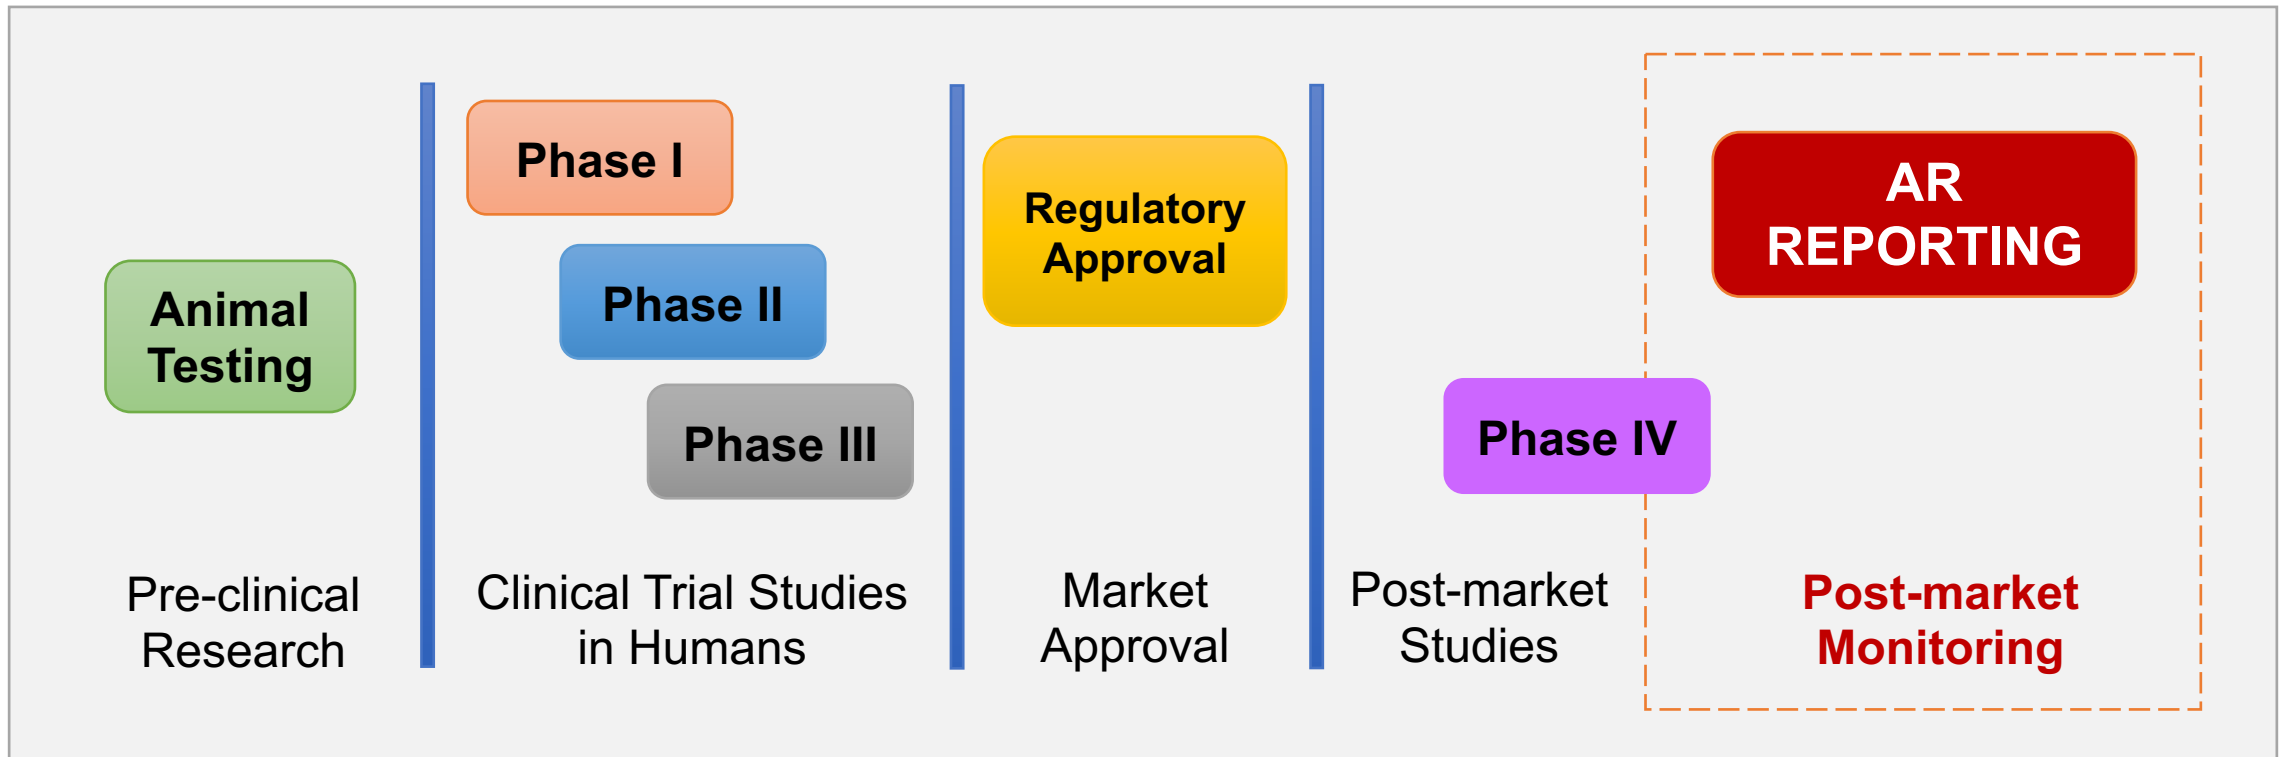 Animal
Testing
Pre-clinical
Research
Phase I
Phase II
Phase III
Clinical Trial Studies
in Humans
Regulatory
Approval
Market
Approval
Phase IV
Post-market
Studies
AR
REPORTING
Post-market
Monitoring